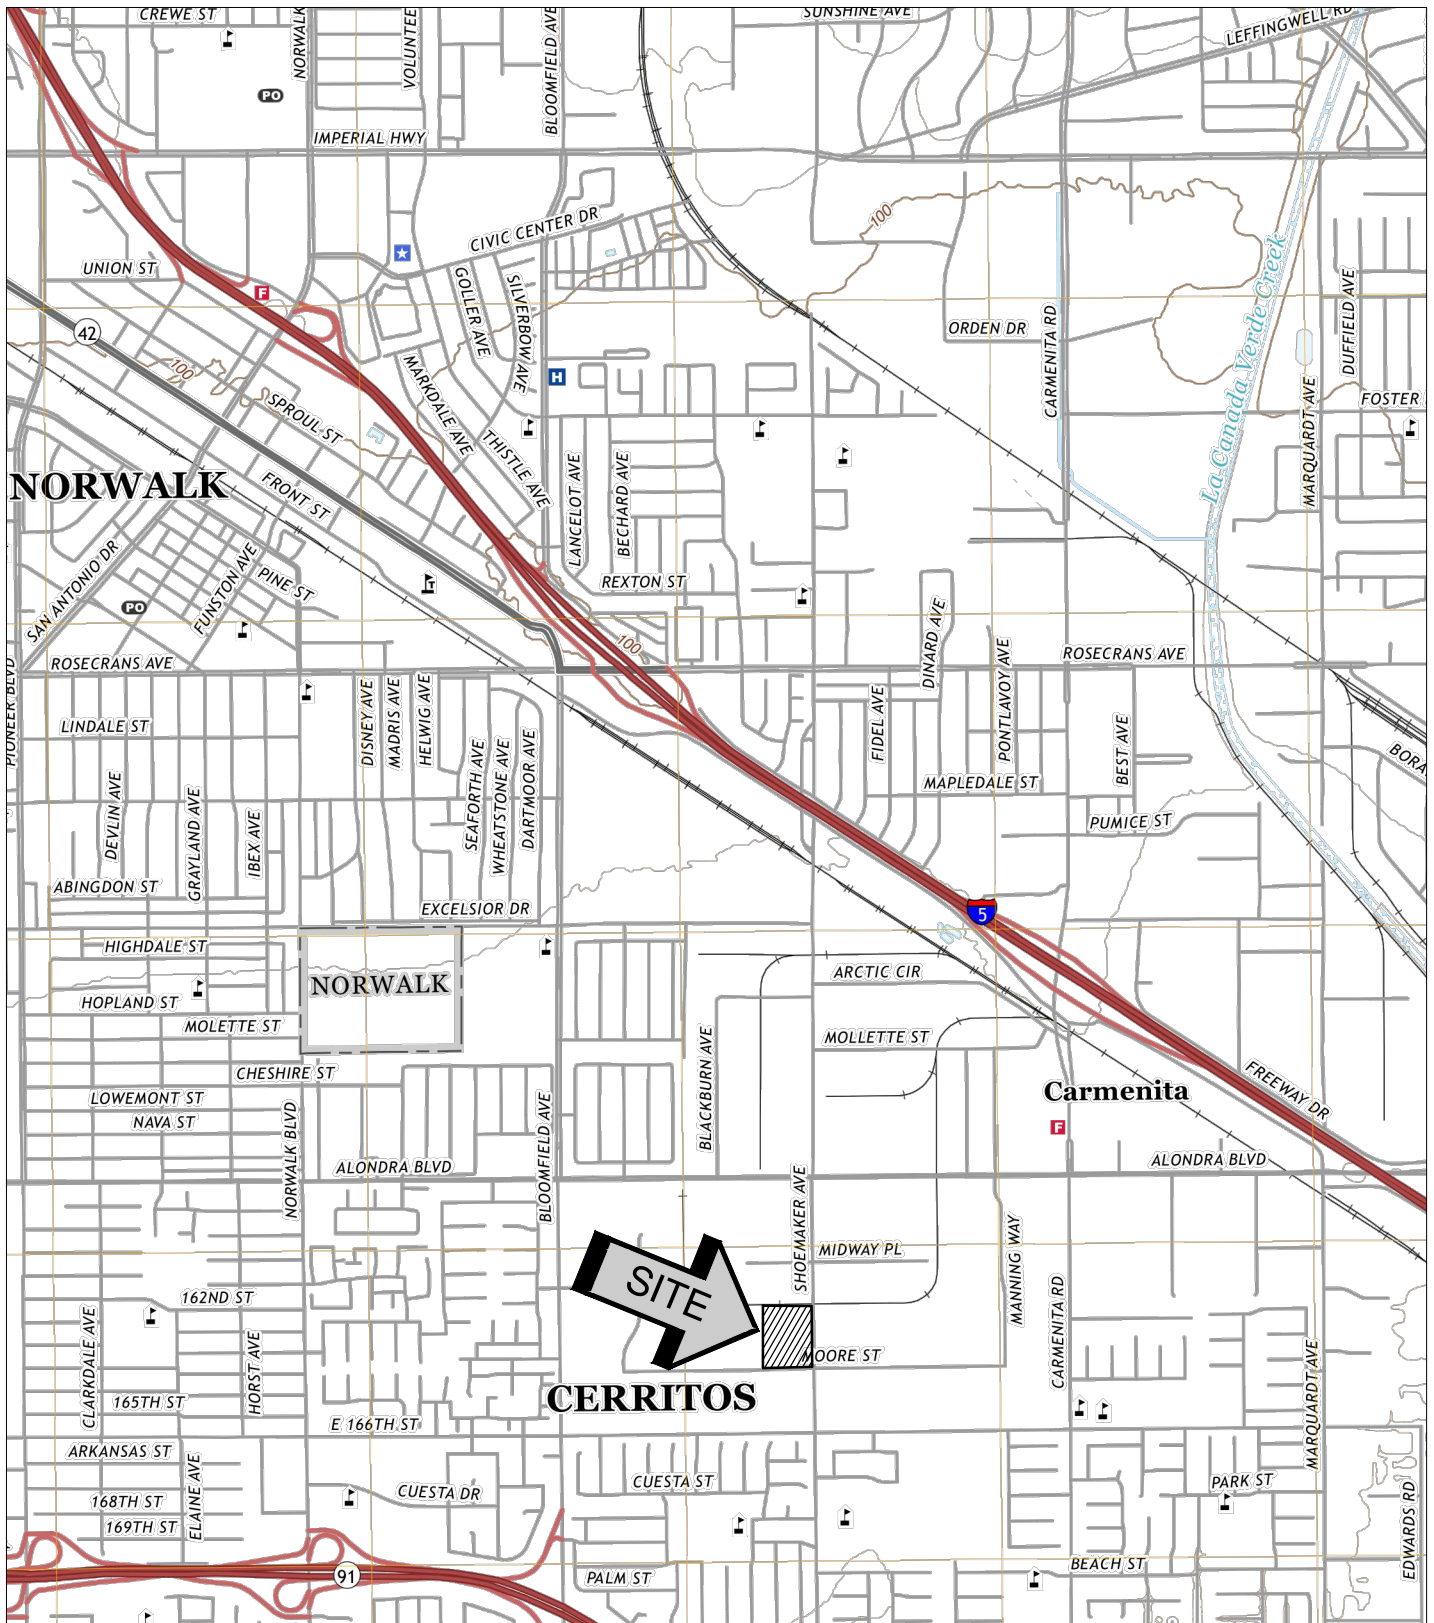 CREWE ST
NORWALK
VOLUNTEE
BLOOMFIELD AVE
SUNSHINE AVE
LEFFINGWELL RD
PO
IMPERIAL HWY
CIVIC CENTER DR
100
UNION ST
F
GOLLER AVE
SILVERBOW AVE
La Canada Verde Creek
DUFFIELD AVE
42
ORDEN DR
CARMENITA RD
100
MARKDALE AVE
H
MARQUARDT AVE
FOSTER
SPROUL ST
THISTLE AVE
NORWALK
FRONT ST
LANCELOT AVE
BECHARD AVE
SAN ANTONIO DR
FUNSTON AVE
PINE ST
REXTON ST
PO
DINARD AVE
100
ROSECRANS AVE
ROSECRANS AVE
PIONEER BLVD
LINDALE ST
DISNEY AVE
MADRIS AVE
HELWIG AVE
FIDEL AVE
PONTLAVOY AVE
BEST AVE
BORA
DEVLIN AVE
GRAYLAND AVE
IBEX AVE
SEAFORTH AVE
WHEATSTONE AVE
DARTMOOR AVE
MAPLEDALE ST
PUMICE ST
ABINGDON ST
EXCELSIOR DR
5
HIGHDALE ST
NORWALK
ARCTIC CIR
HOPLAND ST
MOLETTE ST
MOLLETTE ST
BLACKBURN AVE
CHESHIRE ST
FREEWAY DR
LOWEMONT ST
Carmenita
NAVA ST
NORWALK BLVD
BLOOMFIELD AVE
F
ALONDRA BLVD
ALONDRA BLVD
SHOEMAKER AVE
MIDWAY PL
MANNING WAY
SITE
162ND ST
CARMENITA RD
CLARKDALE AVE
HORST AVE
MOORE ST
MARQUARDT AVE
CERRITOS
165TH ST
E 166TH ST
ARKANSAS ST
ELAINE AVE
CUESTA DR
CUESTA ST
PARK ST
168TH ST
169TH ST
EDWARDS RD
BEACH ST
91
PALM ST